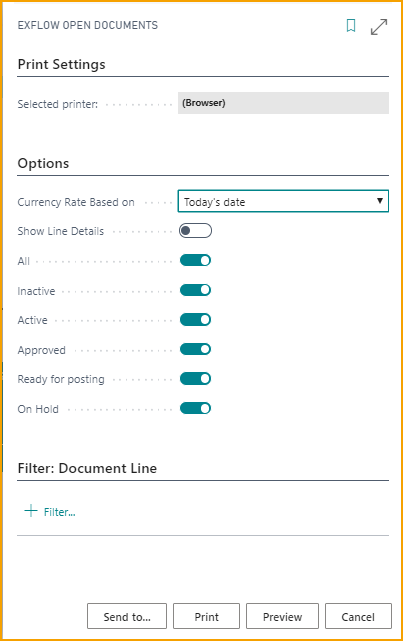 EXFLOW OPEN DOCUMENTS
Print Settings
Selected printer: (Browser)
Options
Currency Rate Based on Today's date
Show Line Details
All
Inactive
Active
Approved
Ready for posting
On Hold
Filter: Document Line
Filter...
Send to... Print Preview Cancel